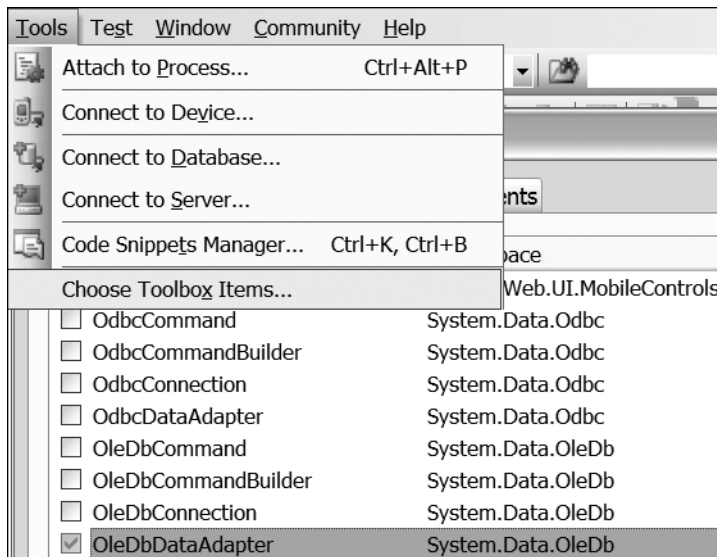 Tools Test Window Community Help
Attach to Process... Ctrl+Alt+P
Connect to Device...
Connect to Database...
Connect to Server...
Code Snippets Manager... Ctrl+K, Ctrl+B
Choose Toolbox Items...
Web.UI.MobileControls
OdbcCommand System.Data.Odbc
OdbcCommandBuilder System.Data.Odbc
OdbcConnection System.Data.Odbc
OdbcDataAdapter System.Data.Odbc
OleDbCommand System.Data.OleDb
OleDbCommandBuilder System.Data.OleDb
OleDbConnection System.Data.OleDb
OleDbDataAdapter System.Data.OleDb